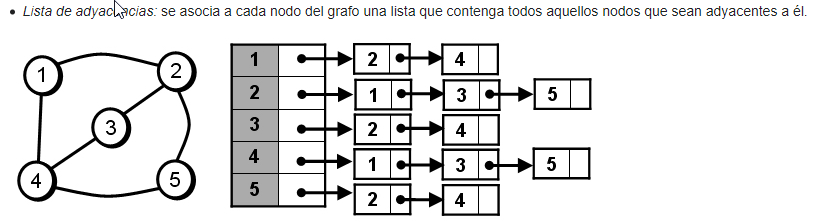 • Lista de adyacencias: se asocia a cada nodo del grafo una lista que contenga todos aquellos nodos que sean adyacentes a él.
1 2
3
4 5
1 2 4
2 1 3 5
3 2 4
4 1 3 5
5 2 4